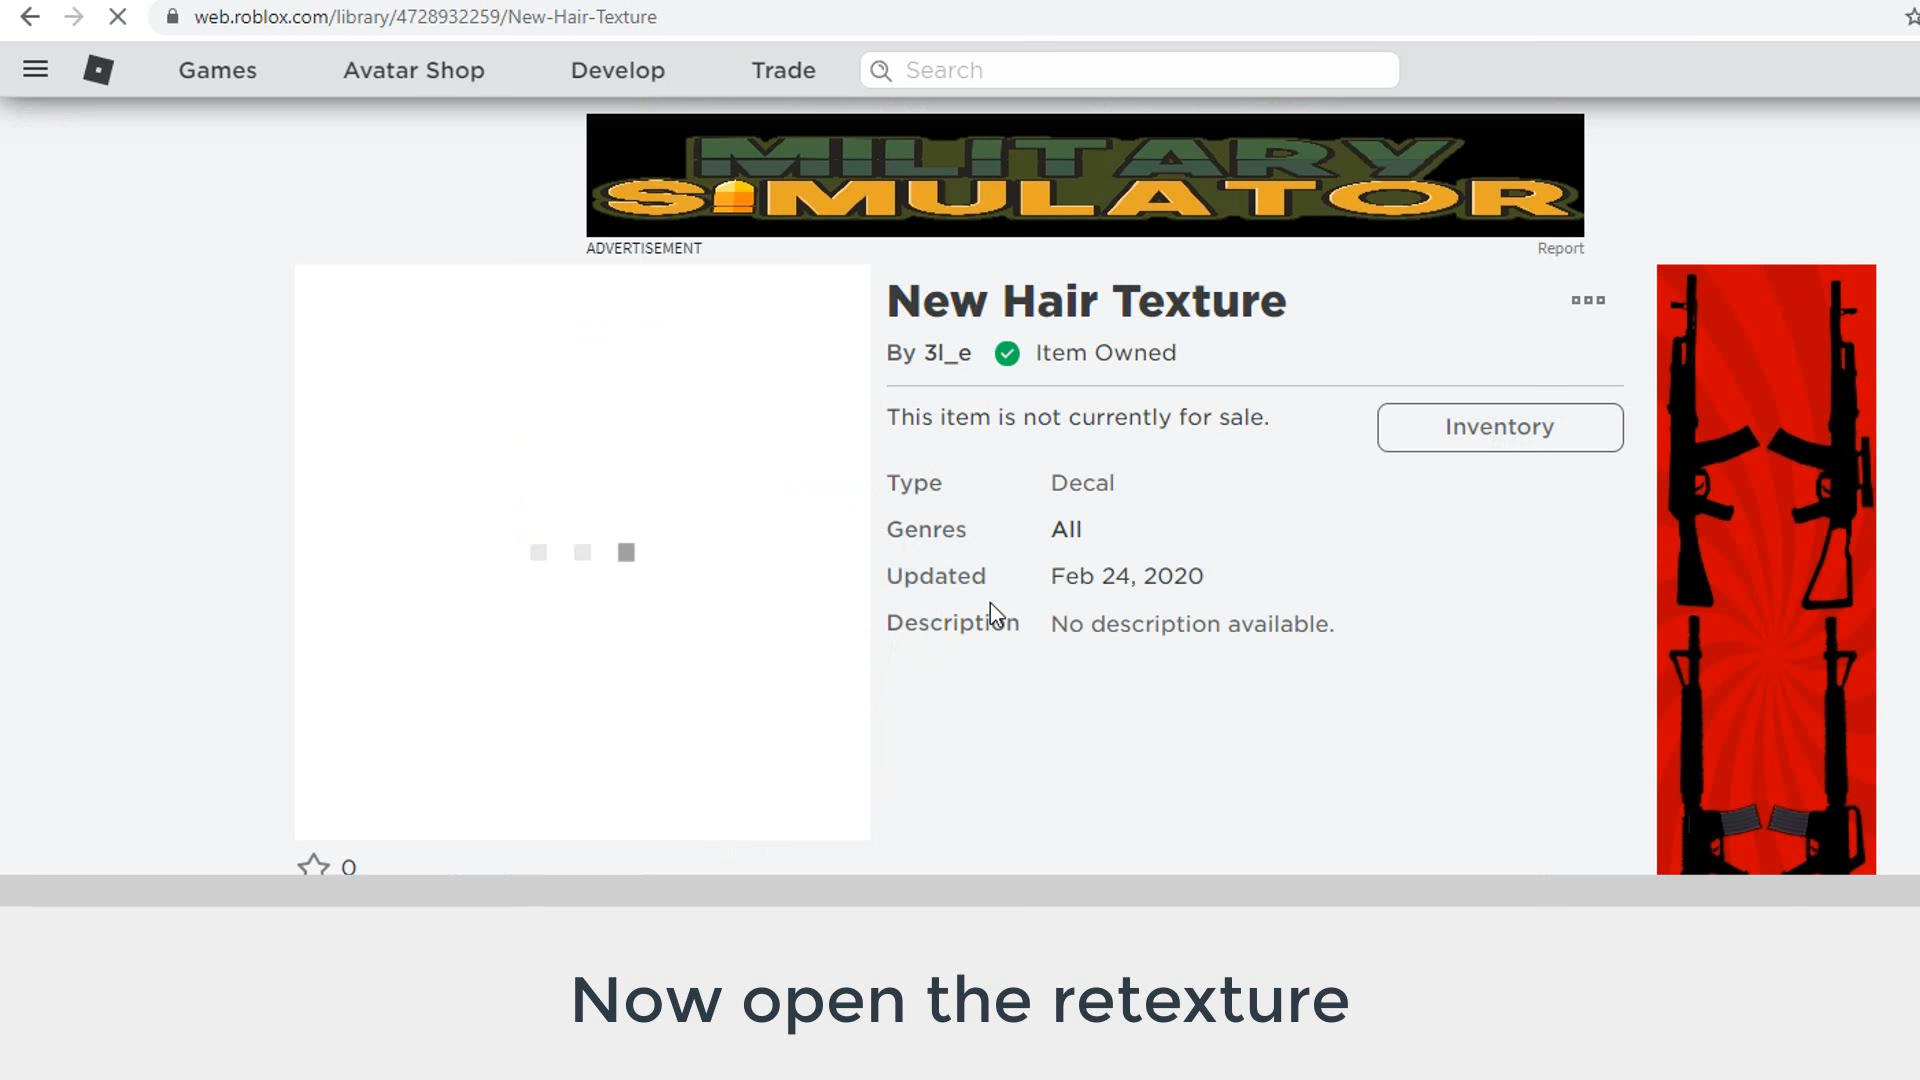 web.roblox.com/library/4728932259/New-Hair-Texture
Games Avatar Shop Develop Trade Search
MILITARY
SIMULATOR
ADVERTISEMENT Report
New Hair Texture
By 3l_e Item Owned
This item is not currently for sale. Inventory
Type Decal
Genres All
Updated Feb 24, 2020
Description No description available.
0
Now open the retexture